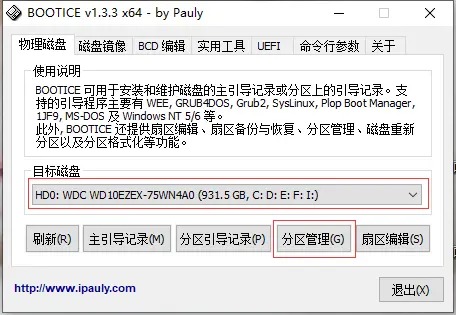 BOOTICE v1.3.3 x64 - by Pauly
物理磁盘 磁盘镜像 BCD 编辑 实用工具 UEFI 命令行参数 关于
使用说明
BOOTICE 可用于安装和维护磁盘的主引导记录或分区上的引导记录。支
持的引导程序主要有 WEE, GRUB4DOS, Grub2, SysLinux, Plop Boot Manager,
1JF9, MS-DOS 及 Windows NT 5/6 等。
此外, BOOTICE 还提供扇区编辑、扇区备份与恢复、分区管理、磁盘重新
分区以及分区格式化等功能。
目标磁盘
HD0: WDC WD10EZEX-75WN4A0 (931.5 GB, C: D: E: F: I:)
刷新(R) 主引导记录(M) 分区引导记录(P) 分区管理(G) 扇区编辑(S)
http://www.ipauly.com 退出(X)